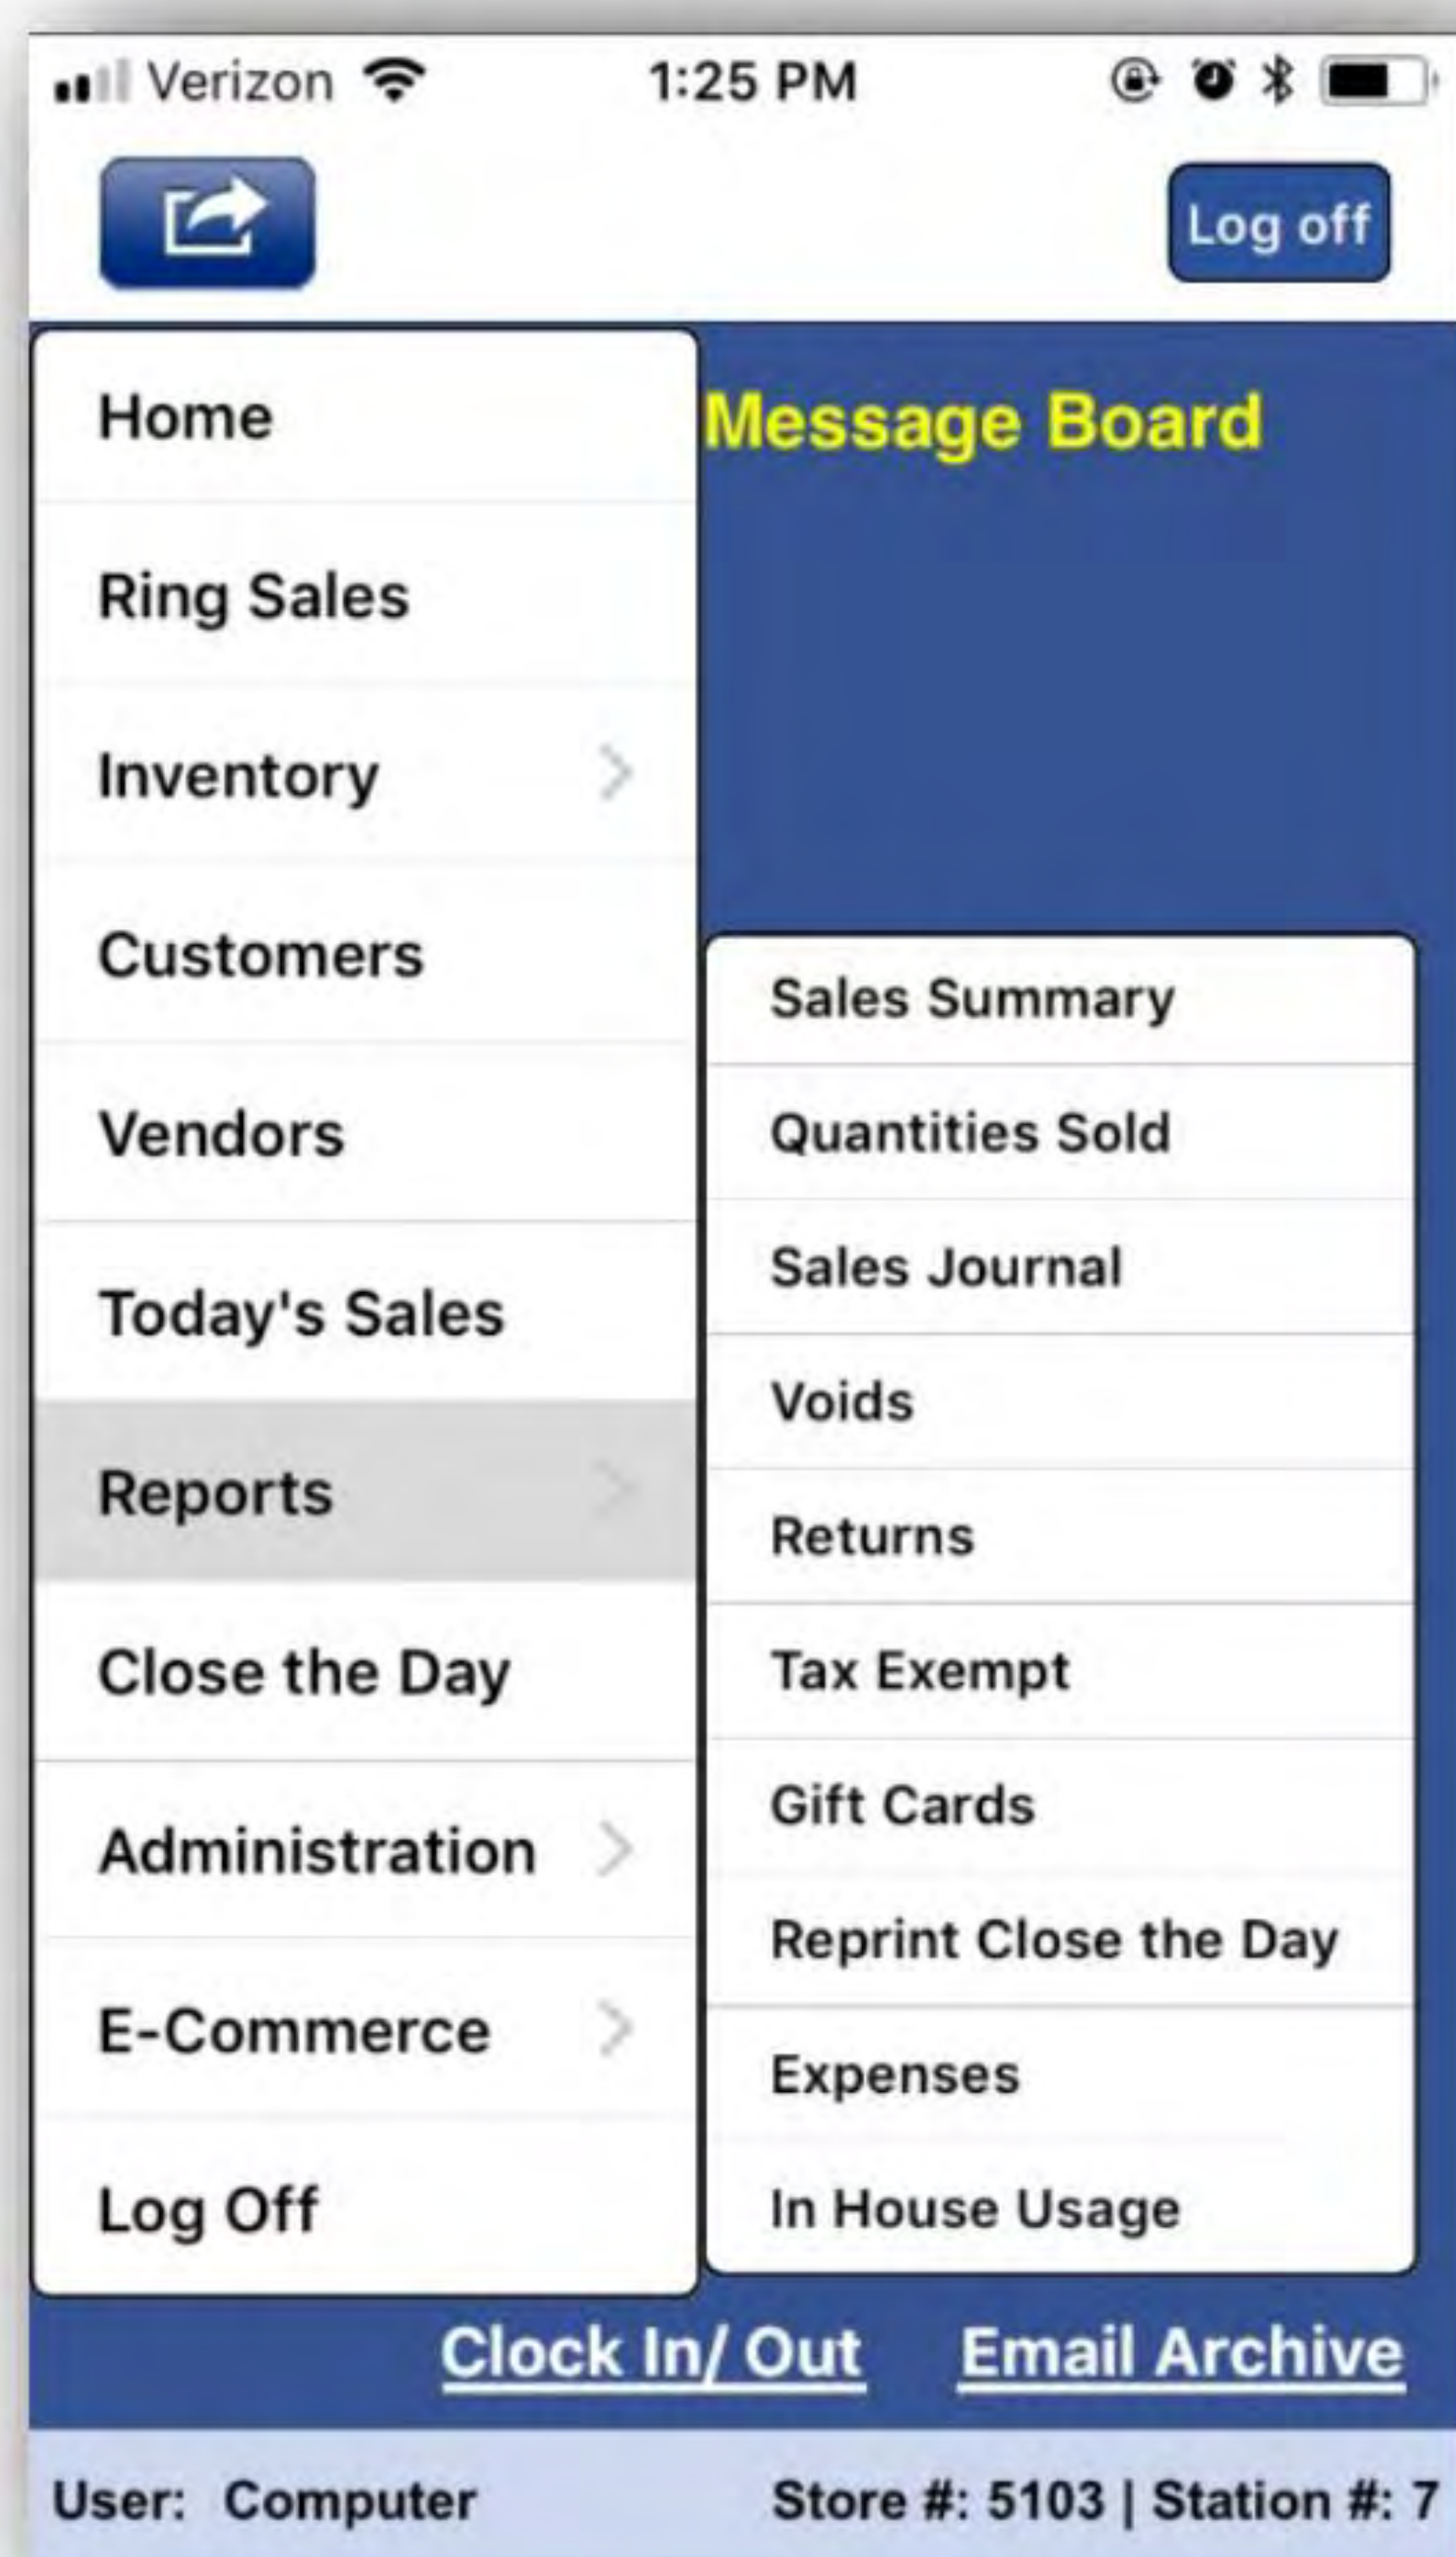 Verizon 1:25 PM
Log off
Home
Message Board
Ring Sales
Inventory
Customers
Vendors
Today's Sales
Reports
Close the Day
Administration
E-Commerce
Log Off
Sales Summary
Quantities Sold
Sales Journal
Voids
Returns
Tax Exempt
Gift Cards
Reprint Close the Day
Expenses
In House Usage
Clock In/ Out Email Archive
User: Computer Store #: 5103 | Station #: 7